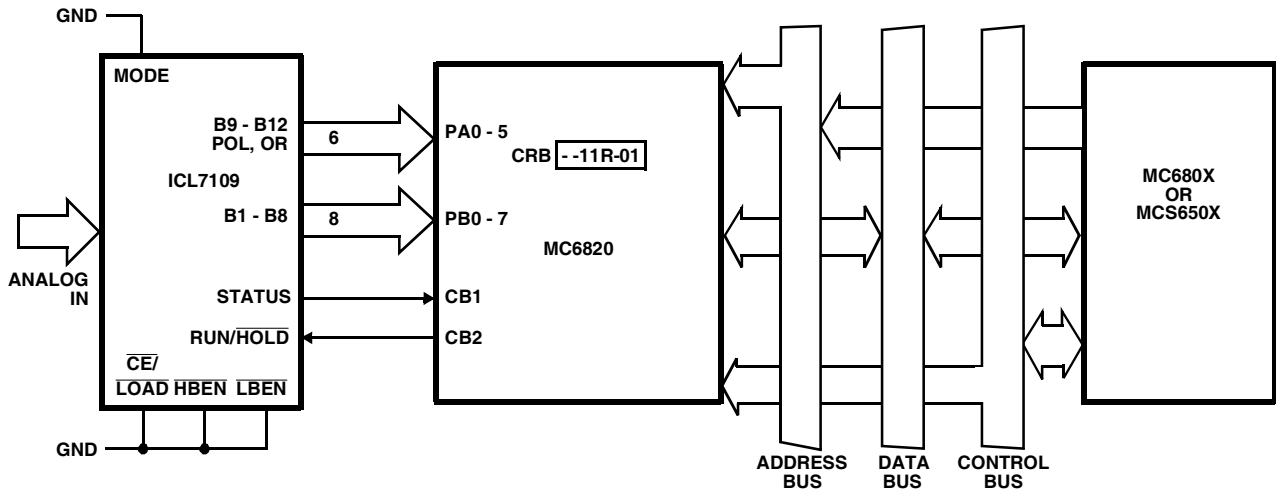 GND
MODE
B9 - B12
POL, OR
6
PA0 - 5
CRB - -11R-01
ICL7109
MC680X
OR
MCS650X
B1 - B8
8
PB0 - 7
MC6820
ANALOG
IN
STATUS
CB1
RUN/HOLD
CB2
CE/
LOAD HBEN LBEN
GND
ADDRESS
BUS
DATA
BUS
CONTROL
BUS